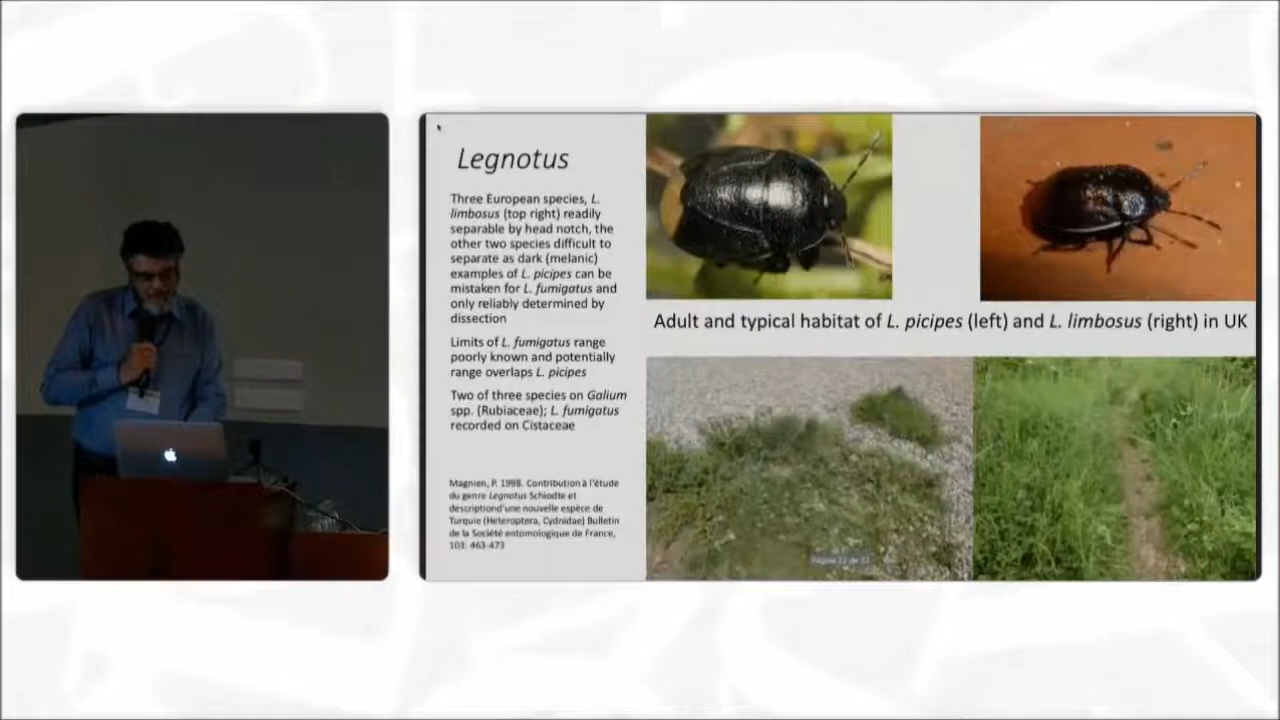 Legnotus
Three European species, L.
limbosus (top right) readily
separable by head notch, the
other two species difficult to
separate as dark (melanic)
examples of L. picipes can be
mistaken for L. fumigatus and
only reliably determined by
dissection
Limits of L. fumigatus range
poorly known and potentially
range overlaps L. picipes
Two of three species on Galium
spp. (Rubiaceae); L. fumigatus
recorded on Cistaceae
Magnien, P. 1998. Contribution à l'étude
du genre Legnotus Schiodte et
descriptiond'une nouvelle espèce de
Turquie (Heteroptera, Cydnidae) Bulletin
de la Société entomologique de France,
103: 463-473
Adult and typical habitat of L. picipes (left) and L. limbosus (right) in UK